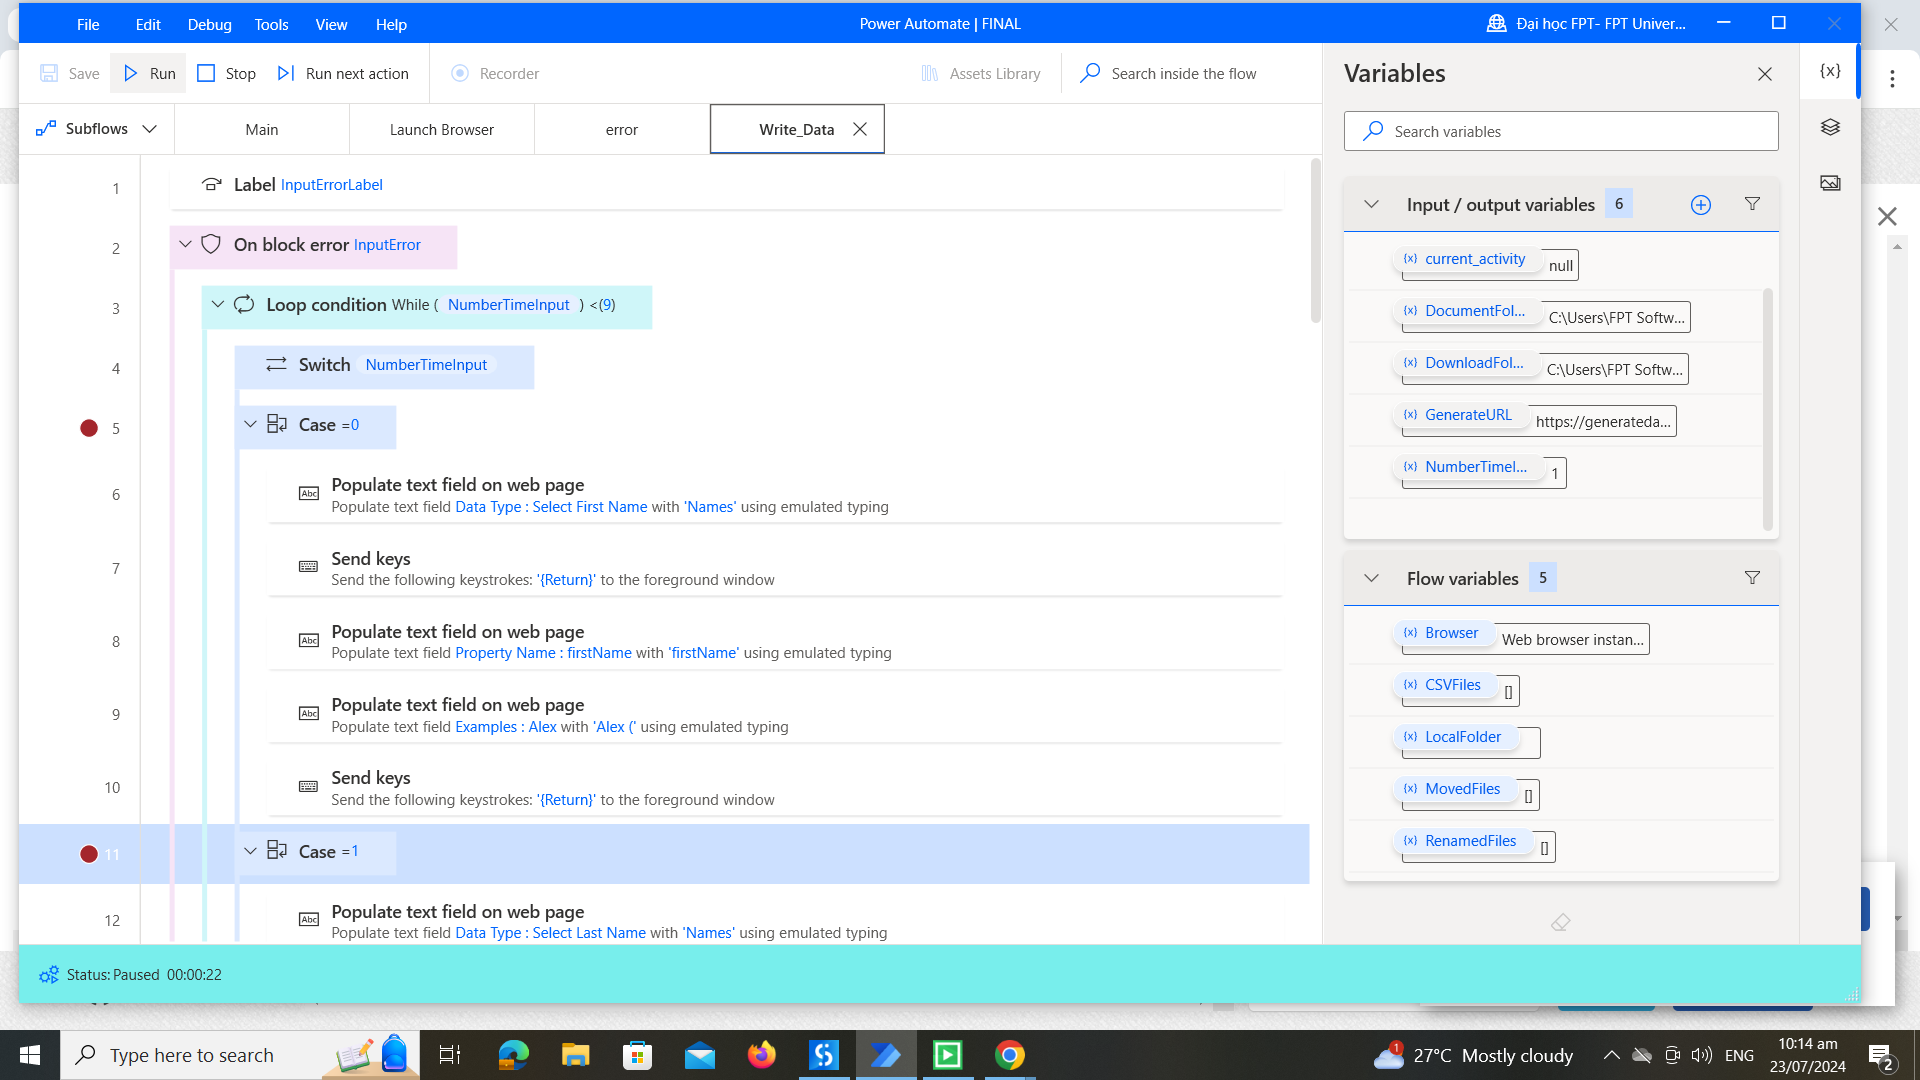 File Edit Debug Tools View Help
Power Automate | FINAL
Đại học FPT- FPT Univer...
Save Run Stop Run next action Recorder Assets Library Search inside the flow
Subflows Main Launch Browser error Write_Data
1 Label InputErrorLabel
2 On block error InputError
3 Loop condition While ( NumberTimeInput ) <(9)
4 Switch NumberTimeInput
5 Case =0
6 Populate text field on web page
Populate text field Data Type : Select First Name with 'Names' using emulated typing
7 Send keys
Send the following keystrokes: '{Return}' to the foreground window
8 Populate text field on web page
Populate text field Property Name : firstName with 'firstName' using emulated typing
9 Populate text field on web page
Populate text field Examples : Alex with 'Alex (' using emulated typing
10 Send keys
Send the following keystrokes: '{Return}' to the foreground window
11 Case =1
12 Populate text field on web page
Populate text field Data Type : Select Last Name with 'Names' using emulated typing
Status: Paused 00:00:22
Variables
{x}
Search variables
Input / output variables 6
{x} current_activity null
{x} DocumentFol... C:\Users\FPT Softw...
{x} DownloadFol... C:\Users\FPT Softw...
{x} GenerateURL https://generateda...
{x} NumberTimeI... 1
Flow variables 5
{x} Browser Web browser instan...
{x} CSVFiles []
{x} LocalFolder
{x} MovedFiles []
{x} RenamedFiles []
Type here to search
1 27°C Mostly cloudy
ENG
10:14 am
23/07/2024
2